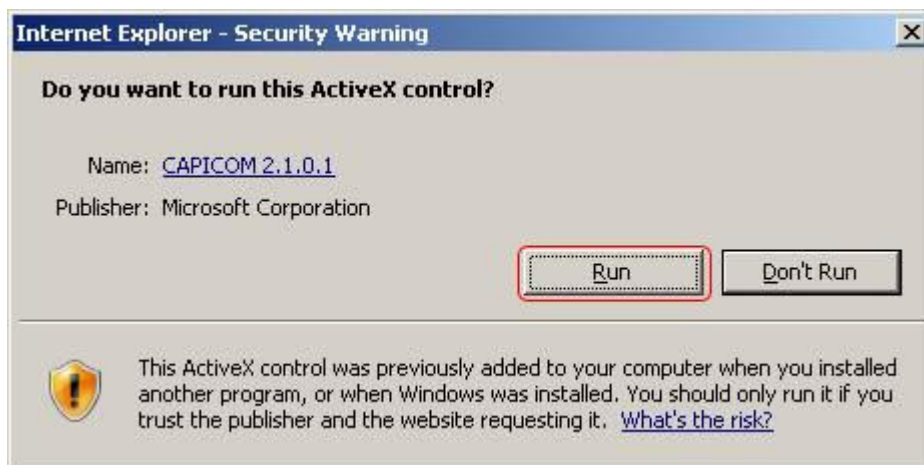 Internet Explorer - Security Warning
Do you want to run this ActiveX control?
Name: CAPICOM 2.1.0.1
Publisher: Microsoft Corporation
Run Don't Run
This ActiveX control was previously added to your computer when you installed
another program, or when Windows was installed. You should only run it if you
trust the publisher and the website requesting it. What's the risk?